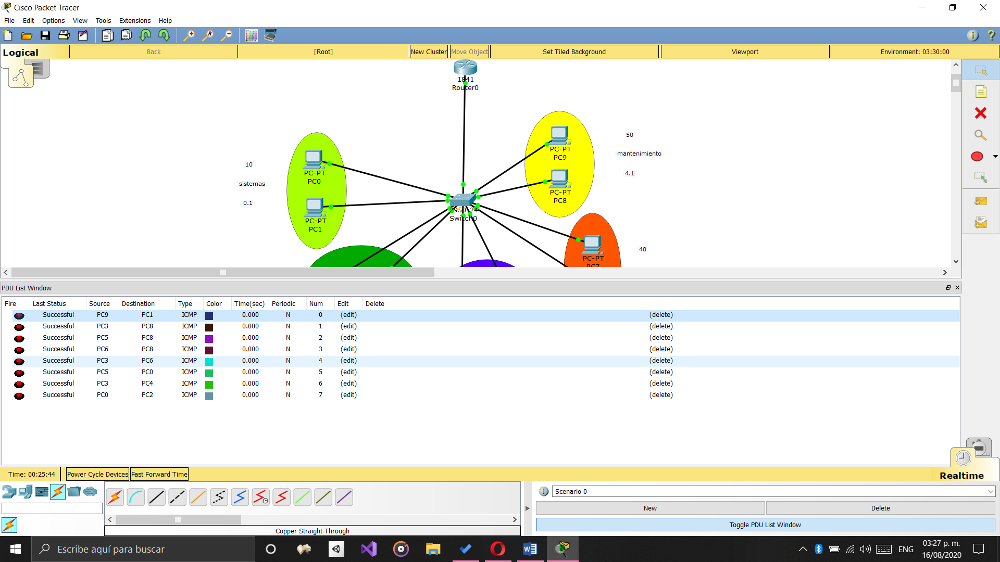 Cisco Packet Tracer
File Edit Options View Tools Extensions Help
Logical Back [Root] New Cluster Move Object Set Tiled Background Viewport Environment: 03:30:00
1841
Router0
50
mantenimiento
4.1
PC-PT
PC9
PC-PT
PC8
10
sistemas
0.1
PC-PT
PC0
PC-PT
PC1
2950-24
Switch0
40
PC-PT
PC7
PDU List Window
Fire Last Status Source Destination Type Color Time(sec) Periodic Num Edit Delete
Successful PC9 PC1 ICMP 0.000 N 0 (edit) (delete)
Successful PC3 PC8 ICMP 0.000 N 1 (edit) (delete)
Successful PC5 PC8 ICMP 0.000 N 2 (edit) (delete)
Successful PC6 PC8 ICMP 0.000 N 3 (edit) (delete)
Successful PC3 PC6 ICMP 0.000 N 4 (edit) (delete)
Successful PC5 PC0 ICMP 0.000 N 5 (edit) (delete)
Successful PC3 PC4 ICMP 0.000 N 6 (edit) (delete)
Successful PC0 PC2 ICMP 0.000 N 7 (edit) (delete)
Time: 00:25:44 Power Cycle Devices Fast Forward Time Realtime
Scenario 0
New Delete
Toggle PDU List Window
Copper Straight-Through
Escribe aquí para buscar
ENG
03:27 p. m.
16/08/2020